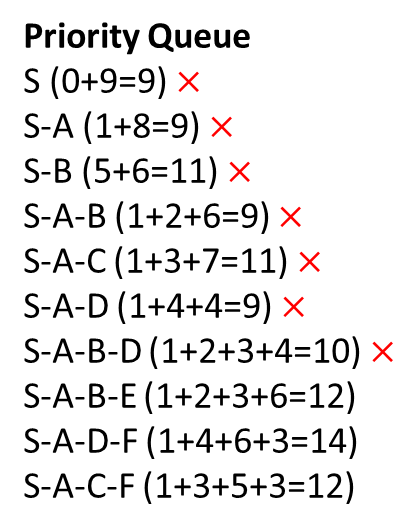 Priority Queue
S (0+9=9) ×
S-A (1+8=9) ×
S-B (5+6=11) ×
S-A-B (1+2+6=9) ×
S-A-C (1+3+7=11) ×
S-A-D (1+4+4=9) ×
S-A-B-D (1+2+3+4=10) ×
S-A-B-E (1+2+3+6=12)
S-A-D-F (1+4+6+3=14)
S-A-C-F (1+3+5+3=12)